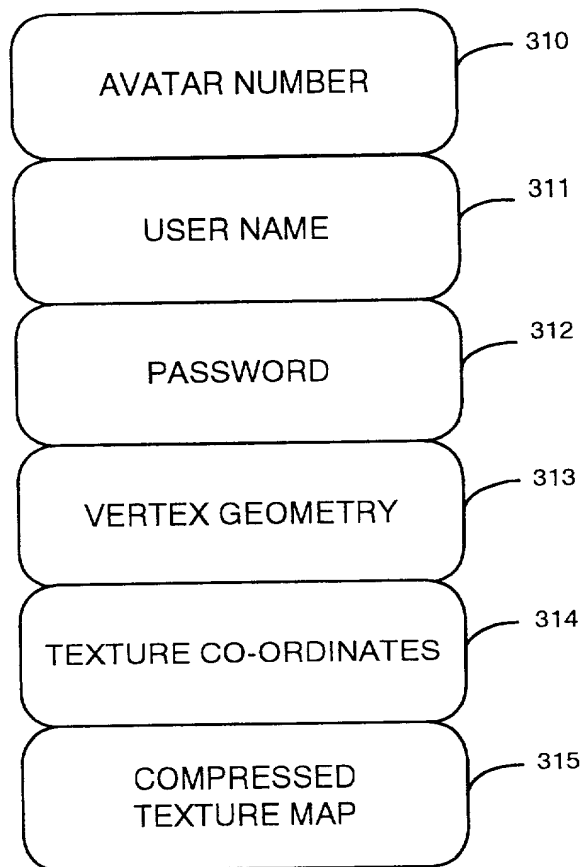 AVATAR NUMBER
310
USER NAME
311
PASSWORD
312
VERTEX GEOMETRY
313
TEXTURE CO-ORDINATES
314
COMPRESSED
TEXTURE MAP
315